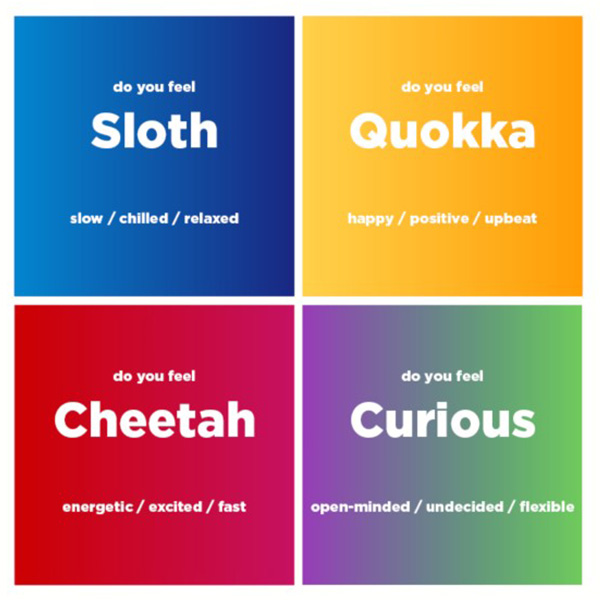 do you feel
Sloth
slow / chilled / relaxed
do you feel
Quokka
happy / positive / upbeat
do you feel
Cheetah
energetic / excited / fast
do you feel
Curious
open-minded / undecided / flexible